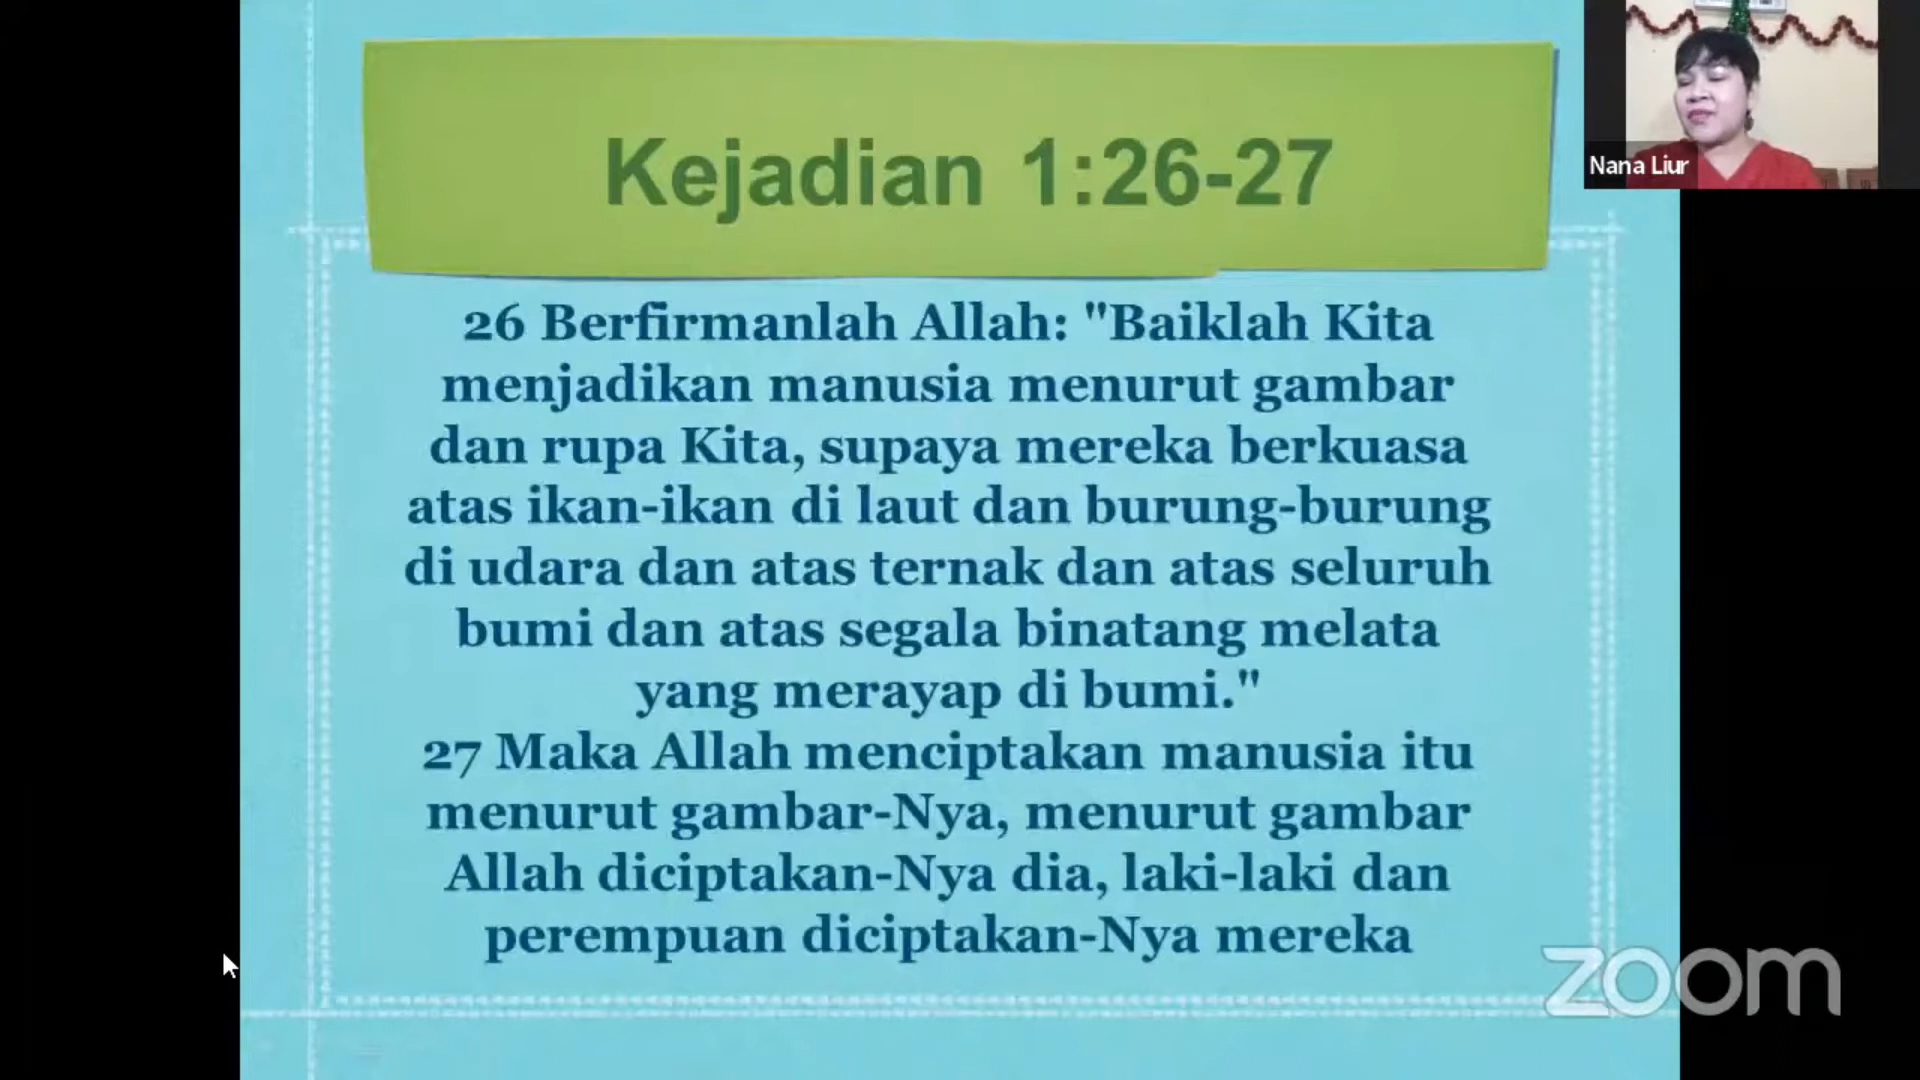 Kejadian 1:26-27
Nana Liur
26 Berfirmanlah Allah: "Baiklah Kita
menjadikan manusia menurut gambar
dan rupa Kita, supaya mereka berkuasa
atas ikan-ikan di laut dan burung-burung
di udara dan atas ternak dan atas seluruh
bumi dan atas segala binatang melata
yang merayap di bumi."
27 Maka Allah menciptakan manusia itu
menurut gambar-Nya, menurut gambar
Allah diciptakan-Nya dia, laki-laki dan
perempuan diciptakan-Nya mereka
zoom